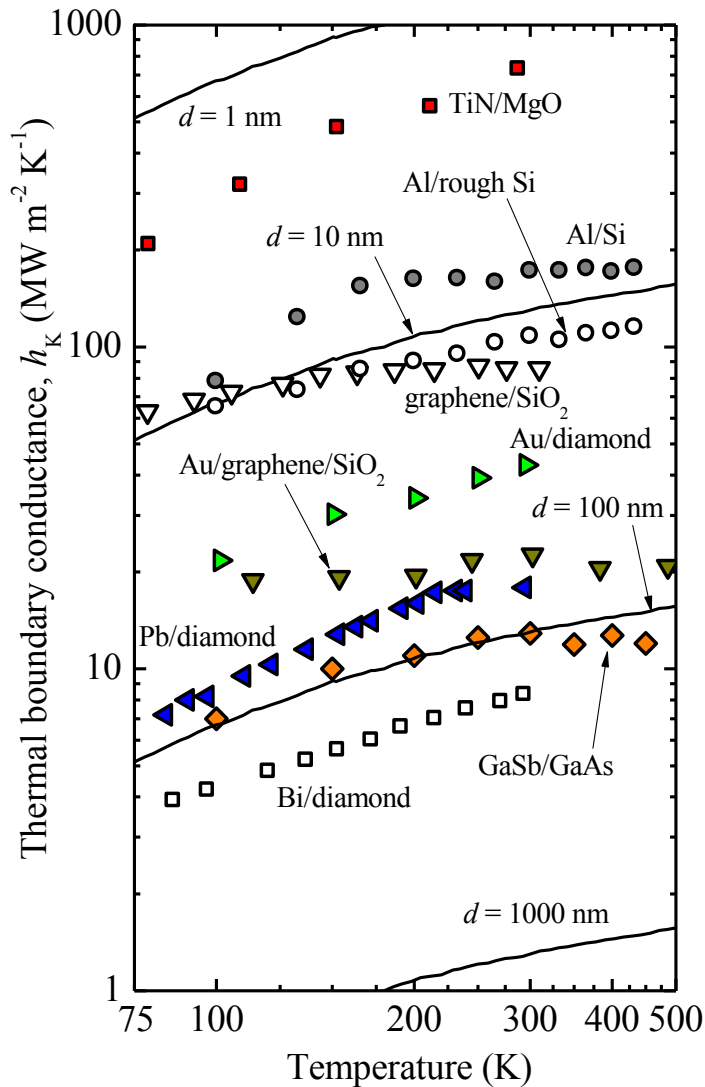 1000
d = 1 nm
TiN/MgO
Al/rough Si
d = 10 nm
Al/Si
100
graphene/SiO₂
Au/diamond
Au/graphene/SiO₂
d = 100 nm
Pb/diamond
10
GaSb/GaAs
Bi/diamond
d = 1000 nm
1
75 100 200 300 400 500
Temperature (K)
Thermal boundary conductance, hK (MW m⁻² K⁻¹)